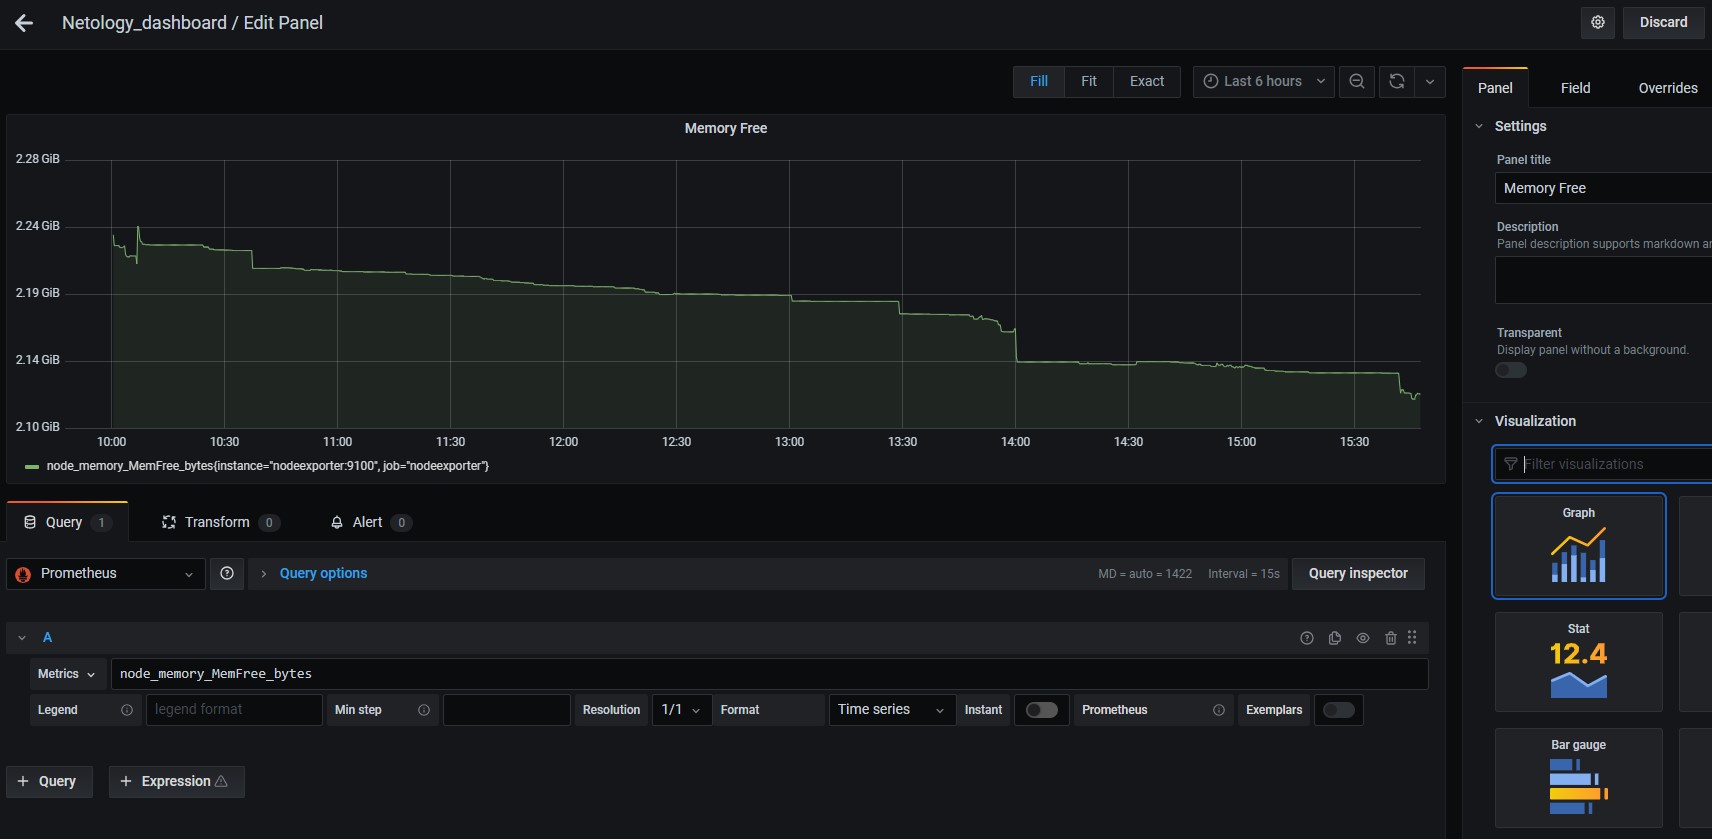 Netology_dashboard / Edit Panel
Discard
Fill Fit Exact Last 6 hours
Panel Field Overrides
Memory Free
2.28 GiB
2.24 GiB
2.19 GiB
2.14 GiB
2.10 GiB
10:00 10:30 11:00 11:30 12:00 12:30 13:00 13:30 14:00 14:30 15:00 15:30
node_memory_MemFree_bytes{instance="nodeexporter:9100", job="nodeexporter"}
Settings
Panel title
Memory Free
Description
Panel description supports markdown a
Transparent
Display panel without a background.
Visualization
Filter visualizations
Graph
Stat
12.4
Bar gauge
Query 1 Transform 0 Alert 0
Prometheus Query options MD = auto = 1422 Interval = 15s Query inspector
A
Metrics node_memory_MemFree_bytes
Legend legend format Min step Resolution 1/1 Format Time series Instant Prometheus Exemplars
+ Query + Expression